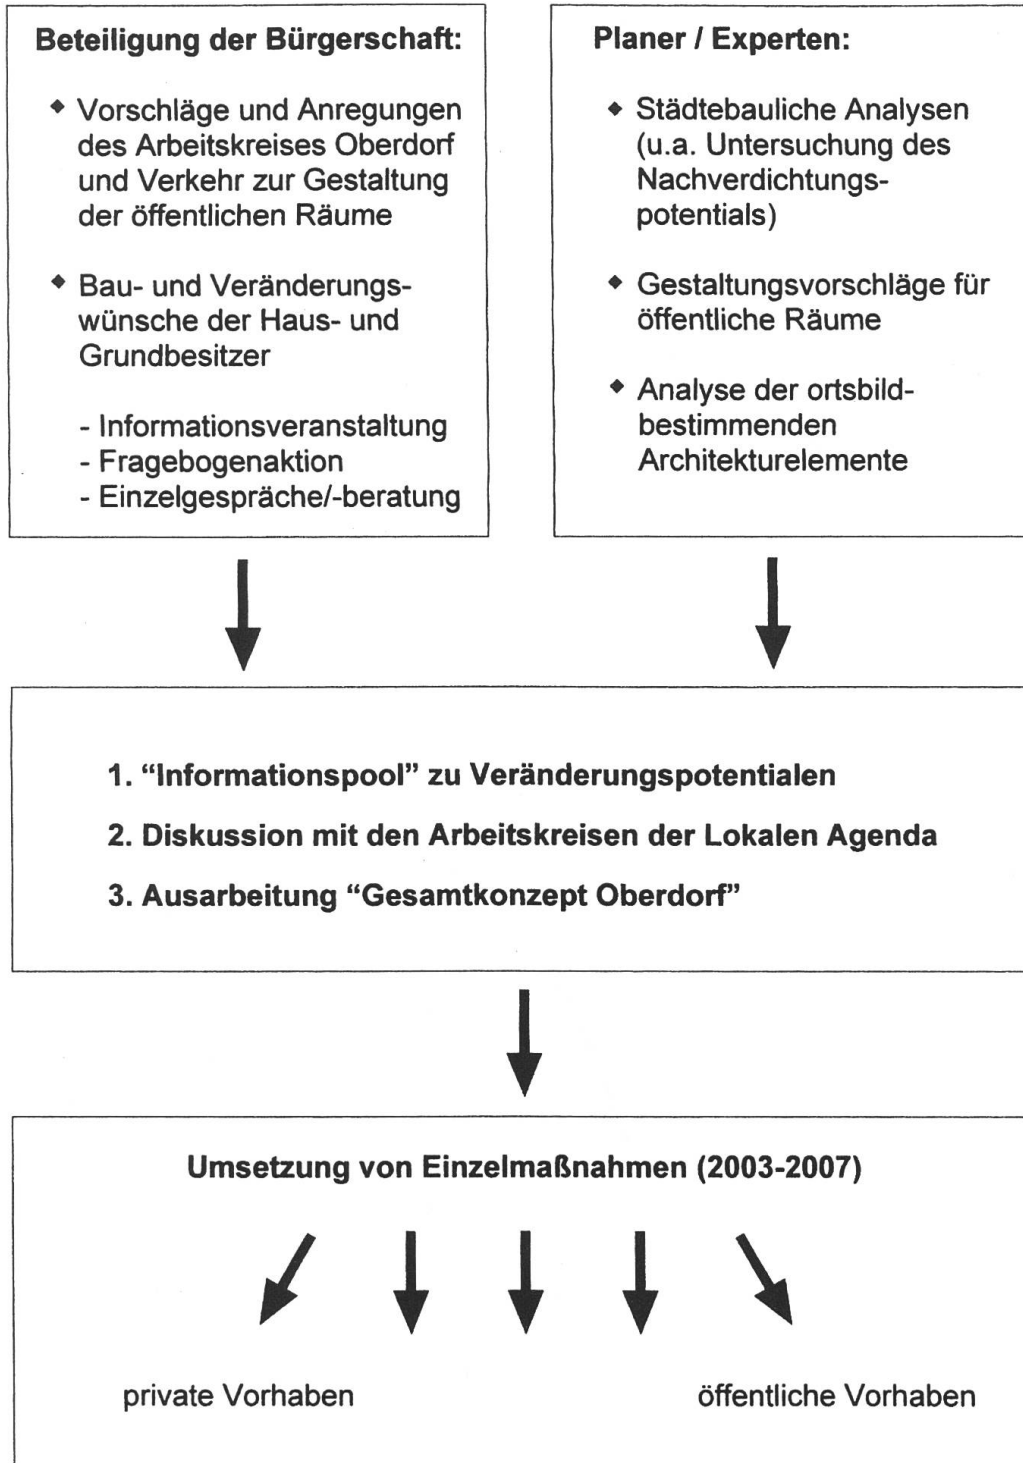 Beteiligung der Bürgerschaft:
◆ Vorschläge und Anregungen
des Arbeitskreises Oberdorf
und Verkehr zur Gestaltung
der öffentlichen Räume
◆ Bau- und Veränderungs-
wünsche der Haus- und
Grundbesitzer
- Informationsveranstaltung
- Fragebogenaktion
- Einzelgespräche/-beratung
Planer / Experten:
◆ Städtebauliche Analysen
(u.a. Untersuchung des
Nachverdichtungs-
potentials)
◆ Gestaltungsvorschläge für
öffentliche Räume
◆ Analyse der ortsbild-
bestimmenden
Architekturelemente
1. “Informationspool” zu Veränderungspotentialen
2. Diskussion mit den Arbeitskreisen der Lokalen Agenda
3. Ausarbeitung “Gesamtkonzept Oberdorf”
Umsetzung von Einzelmaßnahmen (2003-2007)
private Vorhaben
öffentliche Vorhaben